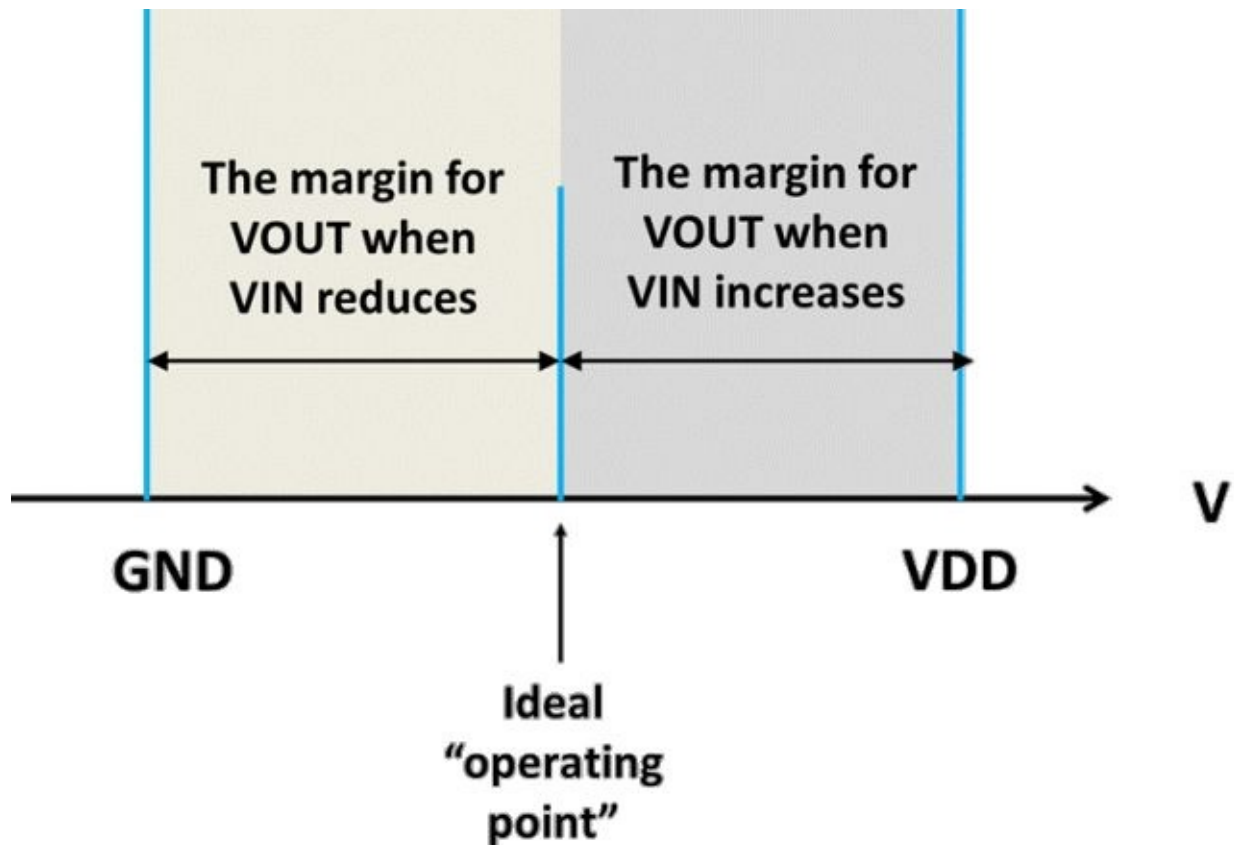 The margin for
VOUT when
VIN reduces
The margin for
VOUT when
VIN increases
V
GND
VDD
Ideal
“operating
point”